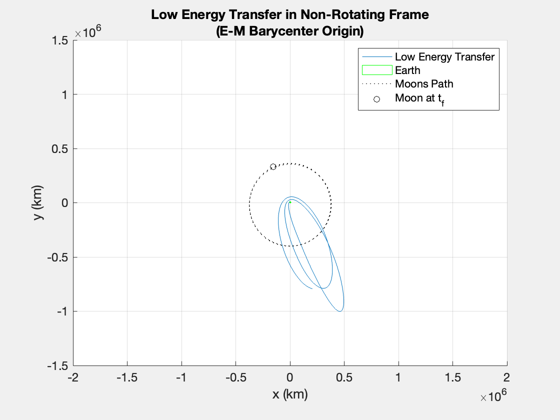 Low Energy Transfer in Non-Rotating Frame
(E-M Barycenter Origin)
×10^6
1.5
1
0.5
0
-0.5
-1
-1.5
y (km)
Low Energy Transfer
Earth
Moons Path
Moon at t_f
-2
-1.5
-1
-0.5
0
0.5
1
1.5
2
x (km)
×10^6